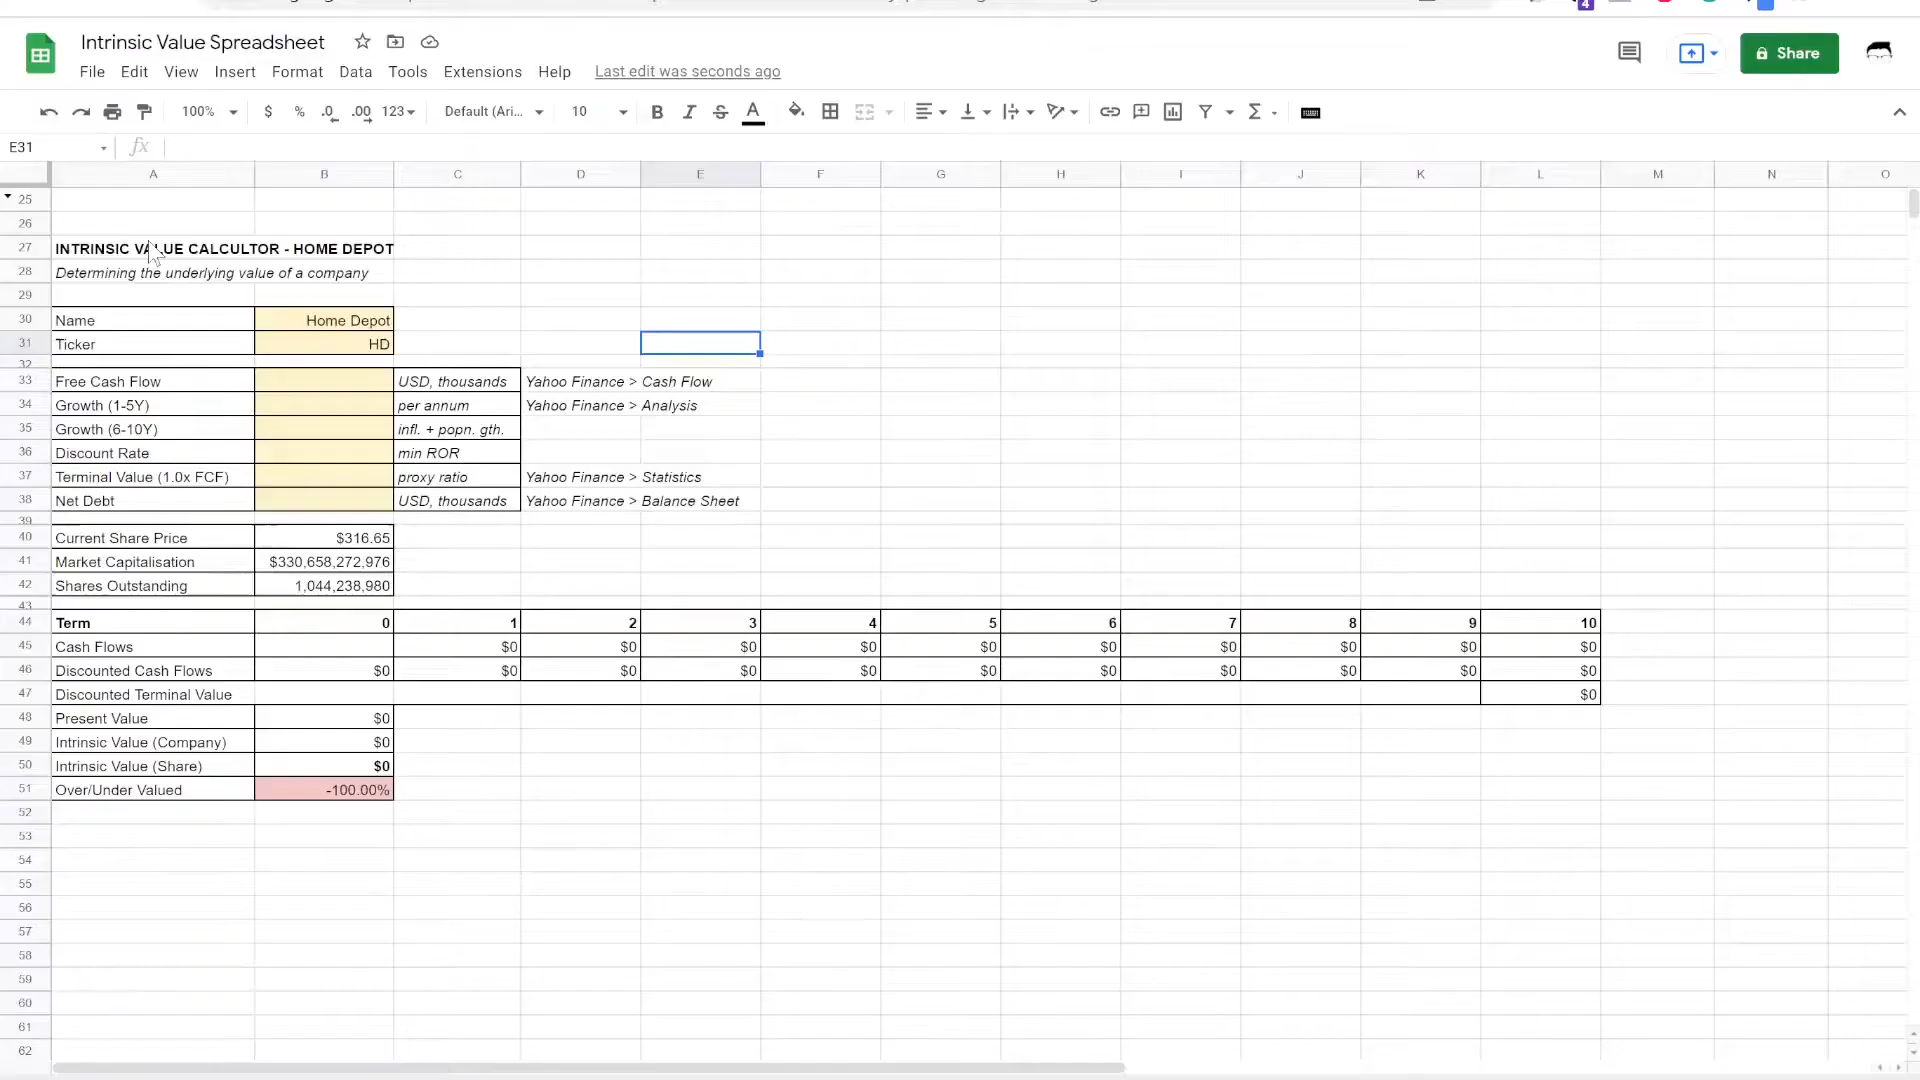 4
Intrinsic Value Spreadsheet
Share
File Edit View Insert Format Data Tools Extensions Help Last edit was seconds ago
100% $ % .0 .00 123 Default (Ari... 10 B I S A Σ
E31 fx
A B C D E F G H I J K L M N O
25
26
27 INTRINSIC VALUE CALCULTOR - HOME DEPOT
28 Determining the underlying value of a company
29
30 Name Home Depot
31 Ticker HD
32
33 Free Cash Flow USD, thousands Yahoo Finance > Cash Flow
34 Growth (1-5Y) per annum Yahoo Finance > Analysis
35 Growth (6-10Y) infl. + popn. gth.
36 Discount Rate min ROR
37 Terminal Value (1.0x FCF) proxy ratio Yahoo Finance > Statistics
38 Net Debt USD, thousands Yahoo Finance > Balance Sheet
39
40 Current Share Price $316.65
41 Market Capitalisation $330,658,272,976
42 Shares Outstanding 1,044,238,980
43
44 Term 0 1 2 3 4 5 6 7 8 9 10
45 Cash Flows $0 $0 $0 $0 $0 $0 $0 $0 $0 $0
46 Discounted Cash Flows $0 $0 $0 $0 $0 $0 $0 $0 $0 $0 $0
47 Discounted Terminal Value $0
48 Present Value $0
49 Intrinsic Value (Company) $0
50 Intrinsic Value (Share) $0
51 Over/Under Valued -100.00%
52
53
54
55
56
57
58
59
60
61
62